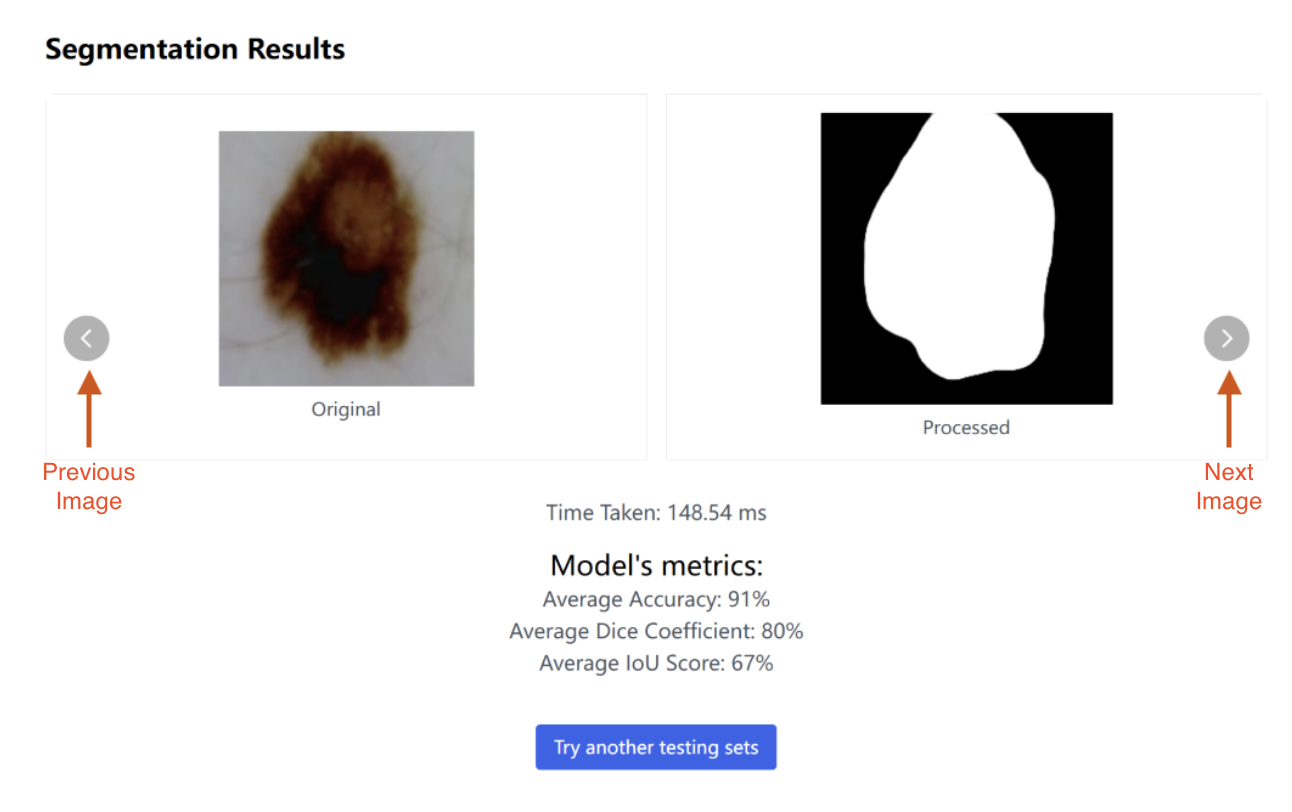 Segmentation Results
Original
Processed
Previous
Image
Next
Image
Time Taken: 148.54 ms
Model's metrics:
Average Accuracy: 91%
Average Dice Coefficient: 80%
Average IoU Score: 67%
Try another testing sets